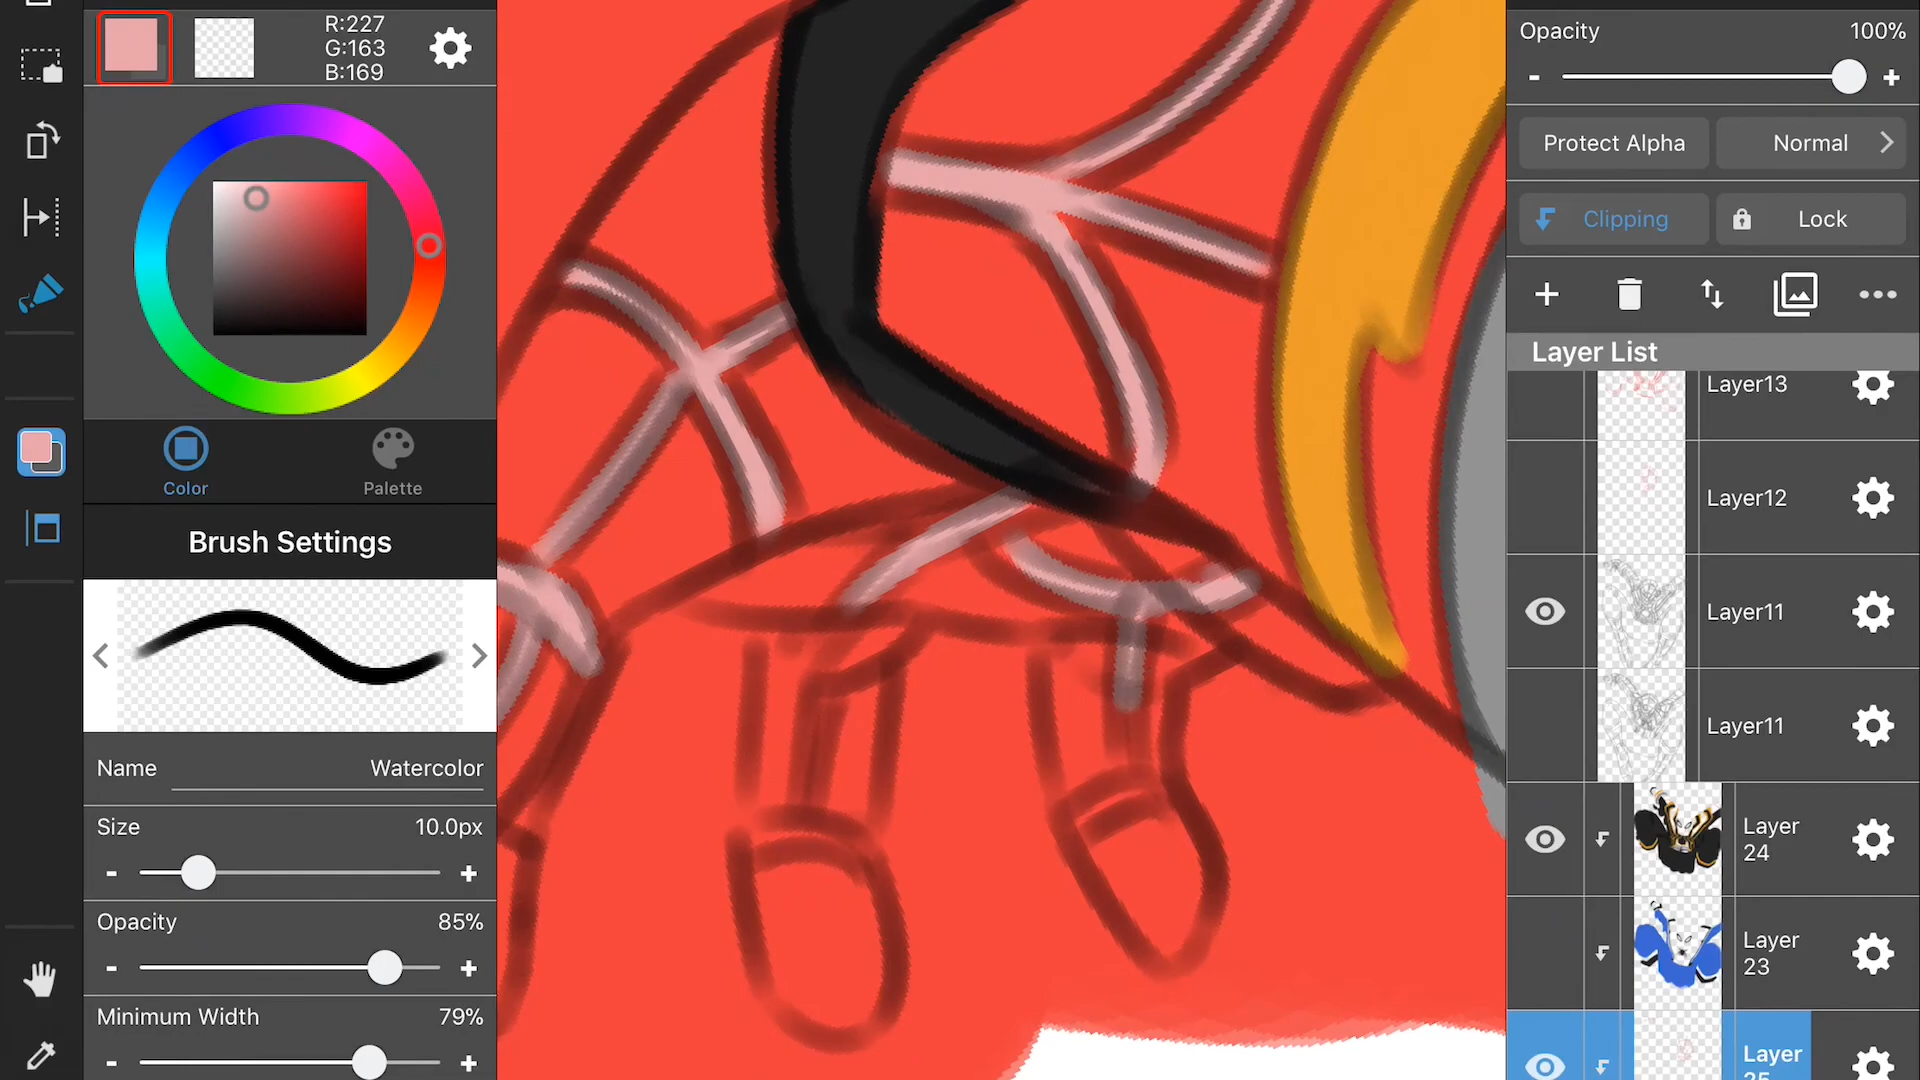 R:227
G:163
B:169
Color
Palette
Brush Settings
Name Watercolor
Size 10.0px
- +
Opacity 85%
- +
Minimum Width 79%
- +
Opacity 100%
- +
Protect Alpha
Normal
Clipping
Lock
Layer List
Layer13
Layer12
Layer11
Layer11
Layer
24
Layer
23
Layer